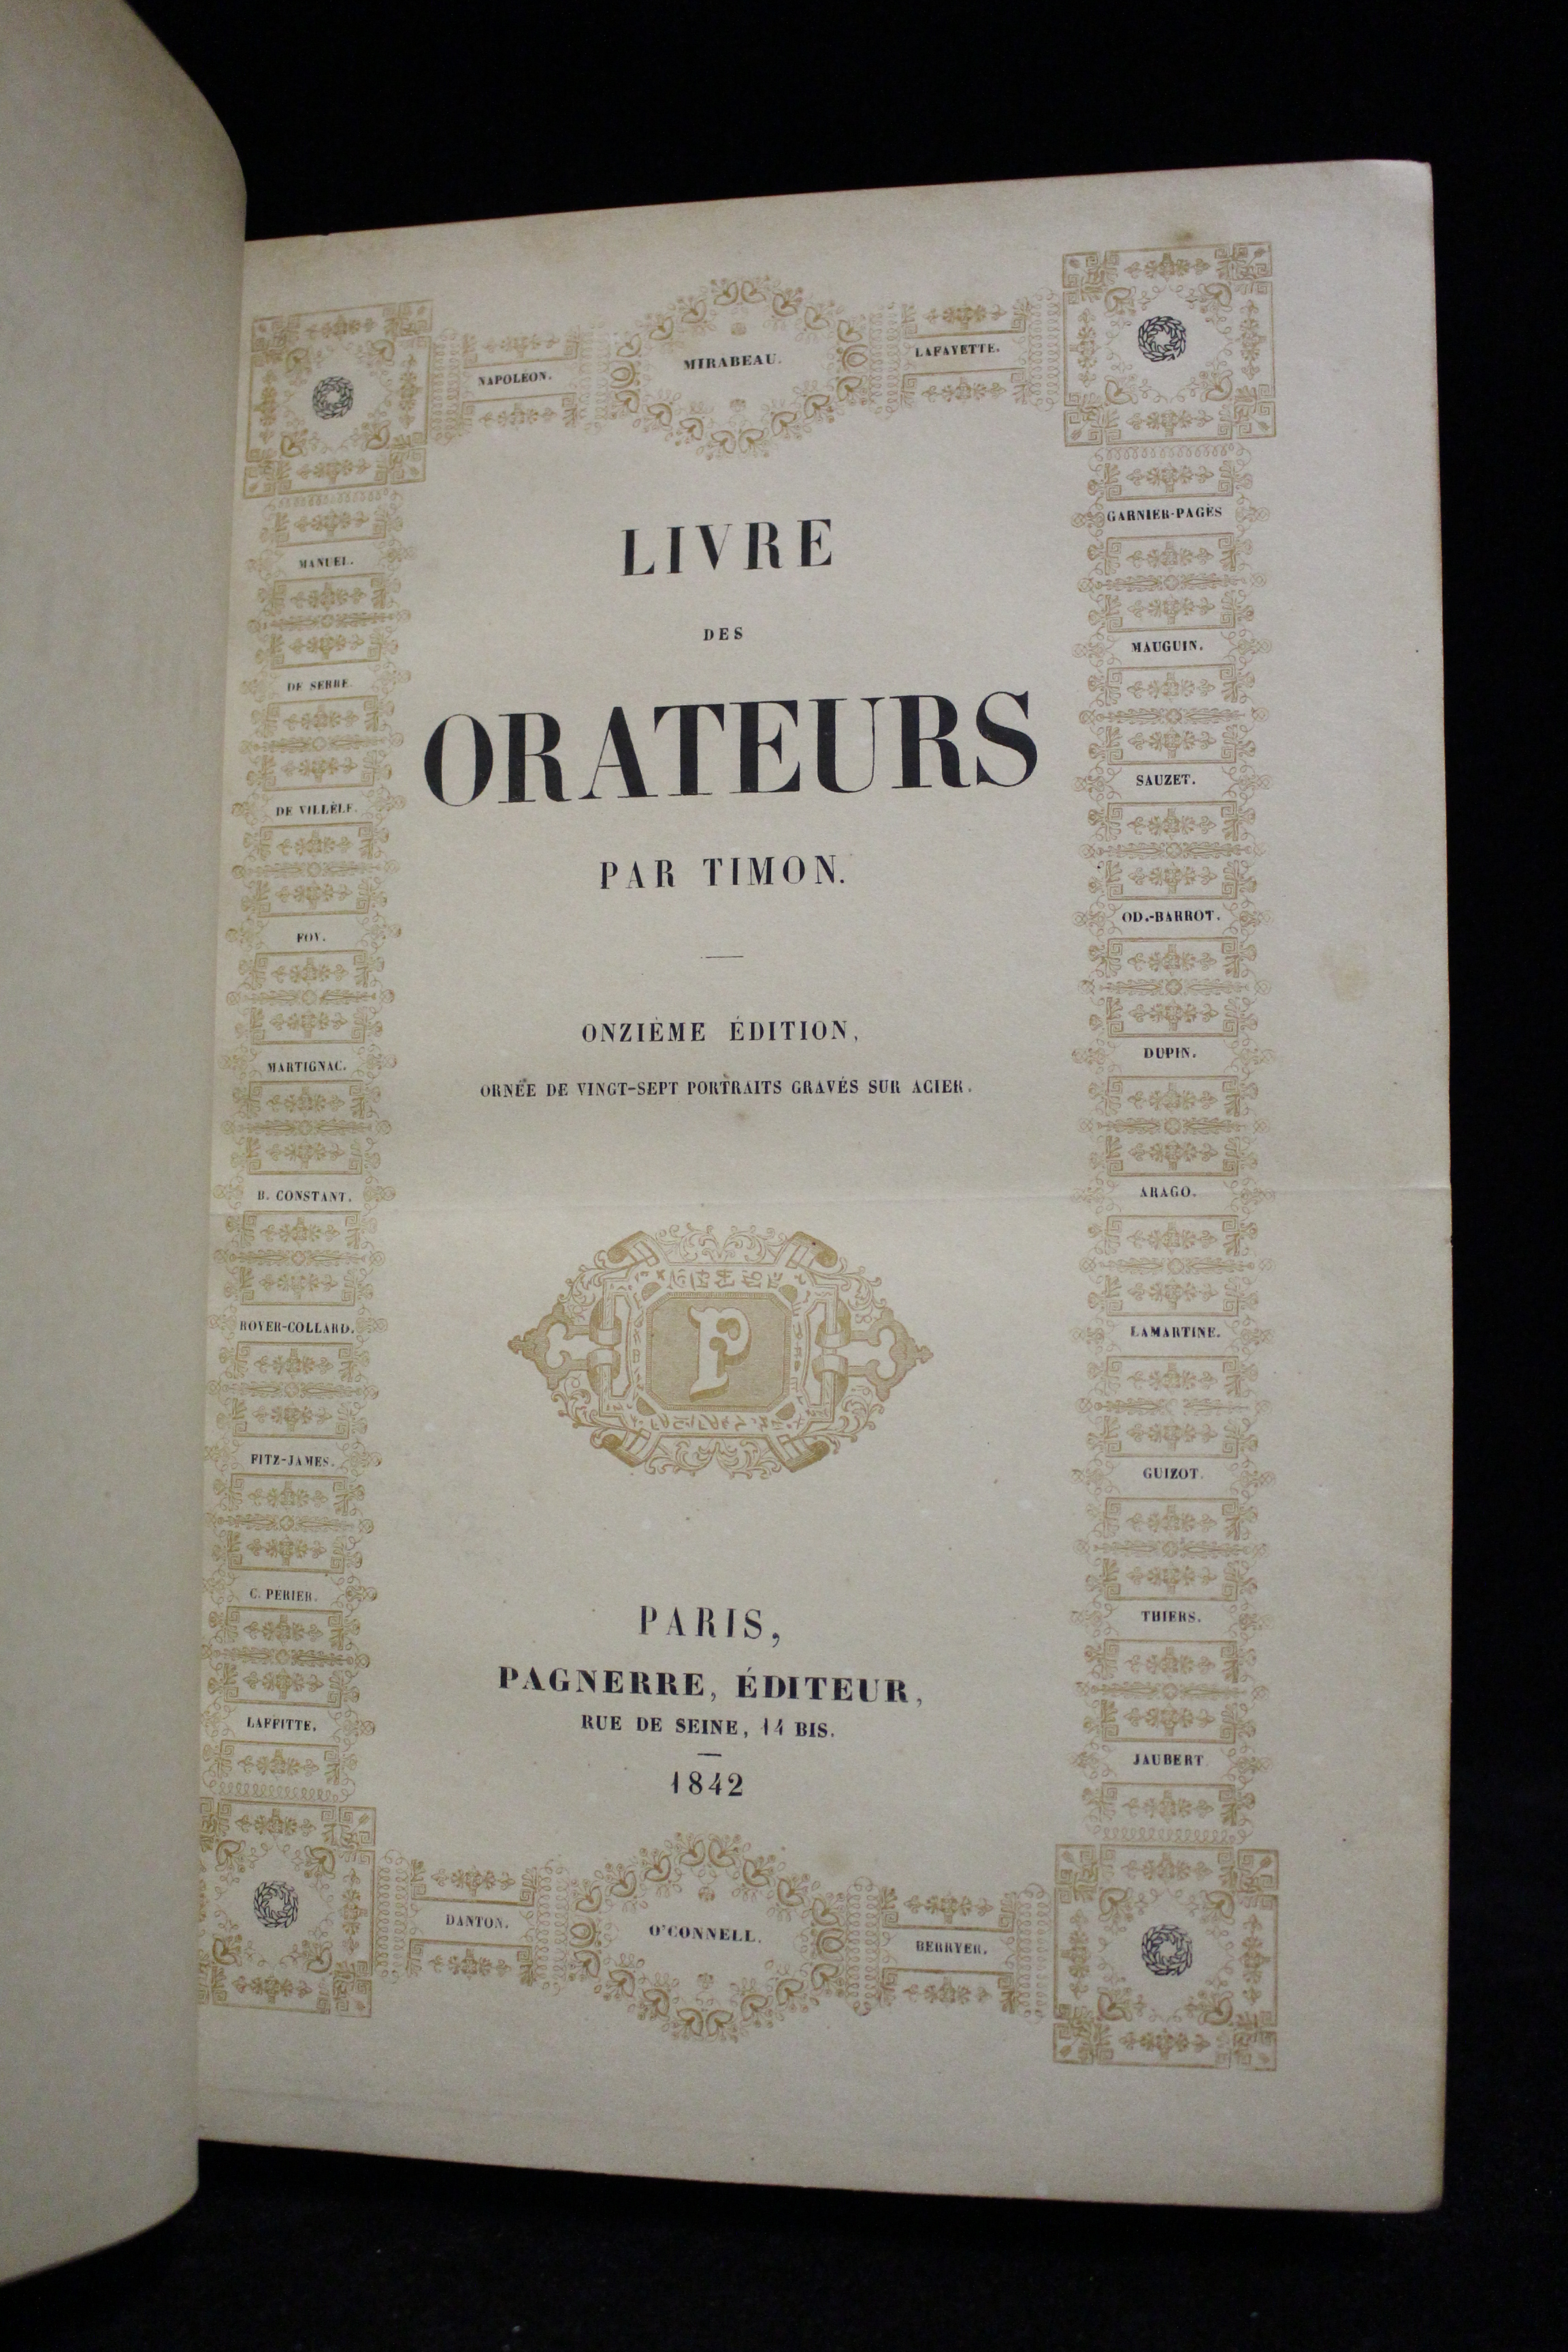 NAPOLÉON.
MIRABEAU.
LAFAYETTE.
MANUEL.
DE SERRE.
DE VILLÈLE.
FOY.
MARTIGNAC.
B. CONSTANT.
ROYER-COLLARD.
FITZ-JAMES.
C. PERIER.
LAFFITTE.
LIVRE
DES
ORATEURS
PAR TIMON.
ONZIÈME ÉDITION,
ORNÉE DE VINGT-SEPT PORTRAITS GRAVÉS SUR ACIER.
P
PARIS,
PAGNERRE, ÉDITEUR,
RUE DE SEINE, 14 BIS.
1842
GARNIER-PAGÈS
MAUGUIN.
SAUZET.
OD.-BARROT.
DUPIN.
ARAGO.
LAMARTINE.
GUIZOT.
THIERS.
JAUBERT
DANTON.
O'CONNELL.
BERRYER.